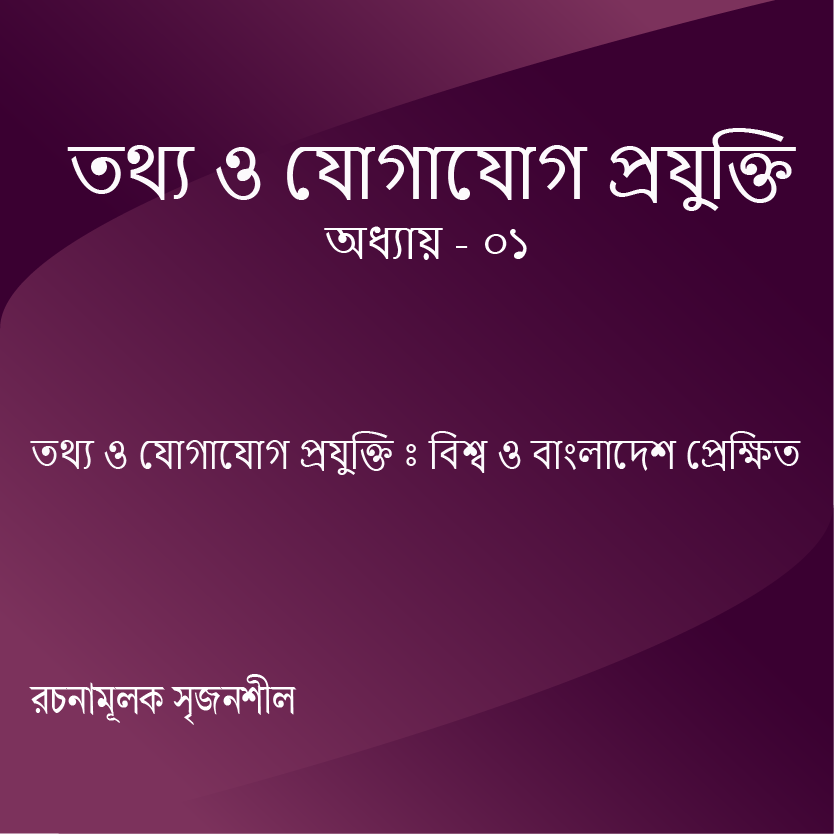 তথ্য ও যোগাযোগ প্রযুক্তি
অধ্যায় - ০১
তথ্য ও যোগাযোগ প্রযুক্তি ঃ বিশ্ব ও বাংলাদেশ প্রেক্ষিত
রচনামূলক সৃজনশীল